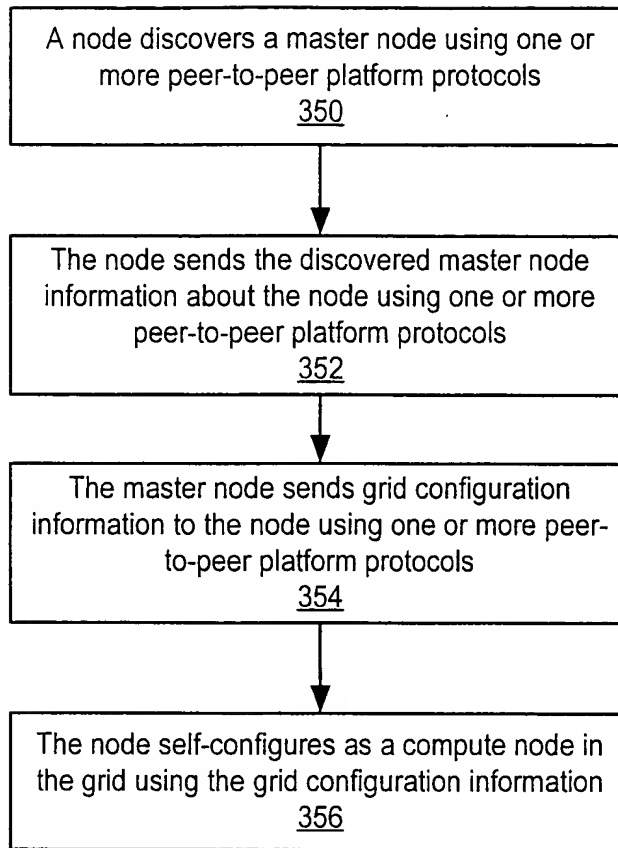 A node discovers a master node using one or
more peer-to-peer platform protocols
350
The node sends the discovered master node
information about the node using one or more
peer-to-peer platform protocols
352
The master node sends grid configuration
information to the node using one or more peer-
to-peer platform protocols
354
The node self-configures as a compute node in
the grid using the grid configuration information
356